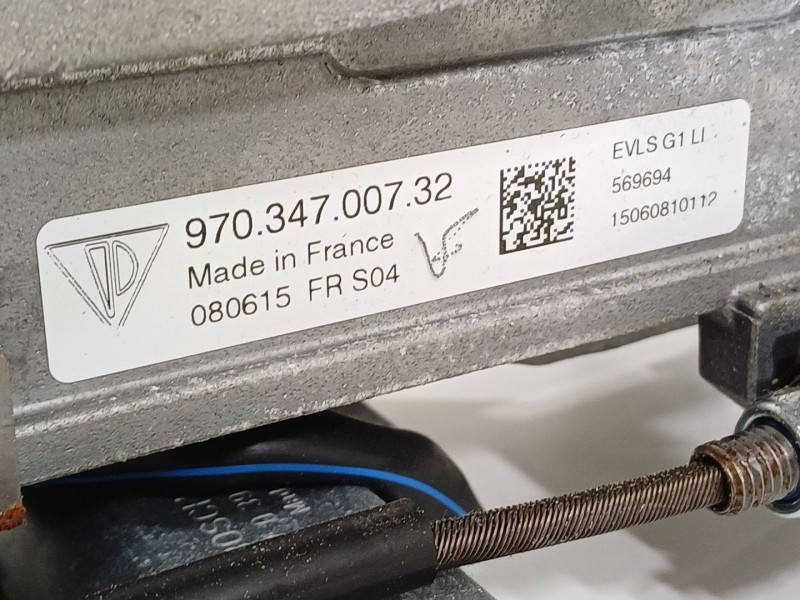 970.347.007.32
Made in France
080615 FR S04
EVLS G1 LI
569694
15060810112